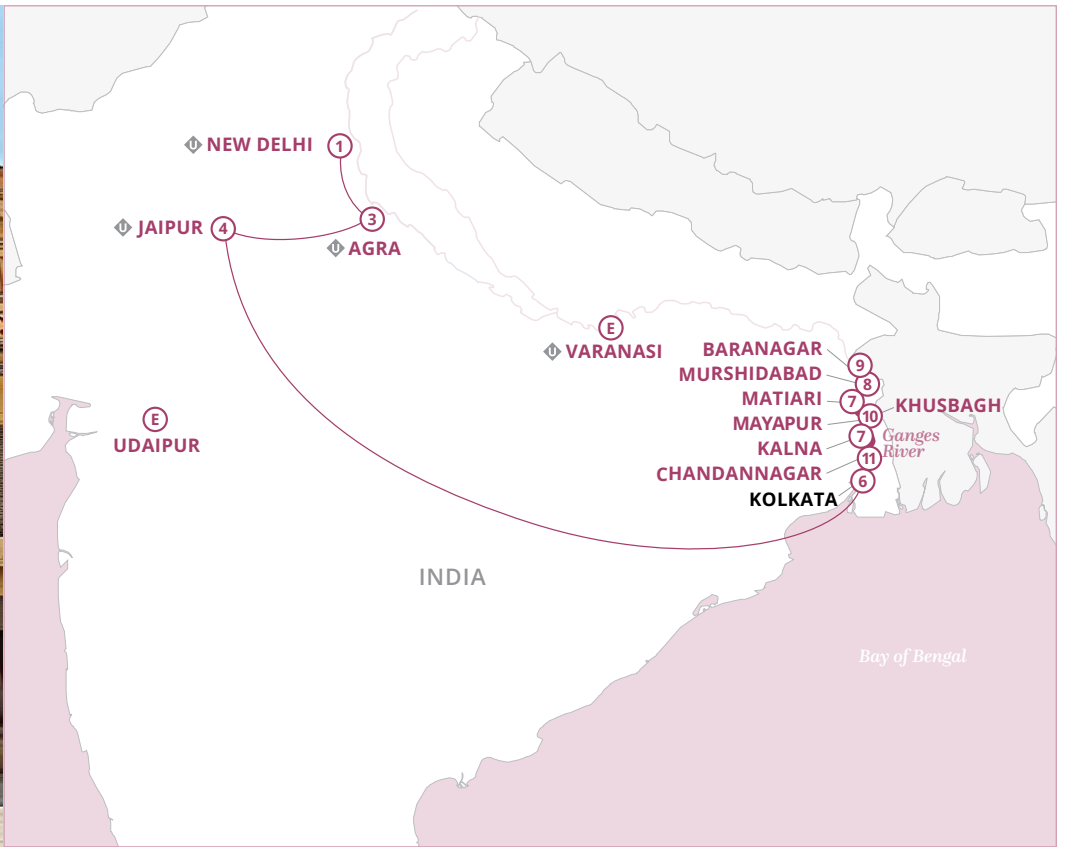 U NEW DELHI 1
U JAIPUR 4
3
U AGRA
E
U VARANASI
BARANAGAR 9
MURSHIDABAD 8
MATIARI 7
MAYAPUR 10 KHUSBAGH
KALNA 7
Ganges
River
CHANDANNAGAR 11
KOLKATA 6
E
UDAIPUR
INDIA
Bay of Bengal